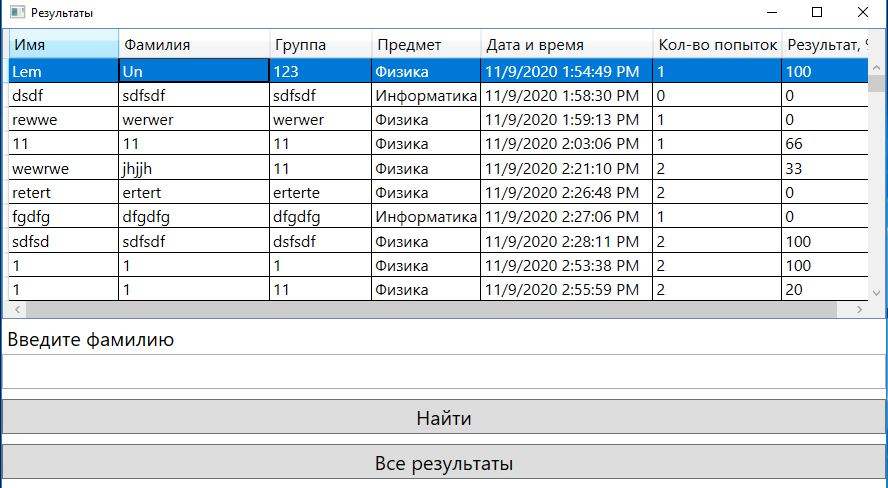 Результаты
Имя Фамилия Группа Предмет Дата и время Кол-во попыток Результат, %
Lem Un 123 Физика 11/9/2020 1:54:49 PM 1 100
dsdf sdfsdf sdfsdf Информатика 11/9/2020 1:58:30 PM 0 0
rewwe werwer werwer Физика 11/9/2020 1:59:13 PM 1 0
11 11 11 Физика 11/9/2020 2:03:06 PM 1 66
wewrwe jhjjh 11 Физика 11/9/2020 2:21:10 PM 2 33
retert ertert erterte Физика 11/9/2020 2:26:48 PM 2 0
fgdfg dfgdfg dfgdfg Информатика 11/9/2020 2:27:06 PM 1 0
sdfsd sdfsdf dsfsdf Физика 11/9/2020 2:28:11 PM 2 100
1 1 1 Физика 11/9/2020 2:53:38 PM 2 100
1 1 11 Физика 11/9/2020 2:55:59 PM 2 20
Введите фамилию
Найти
Все результаты